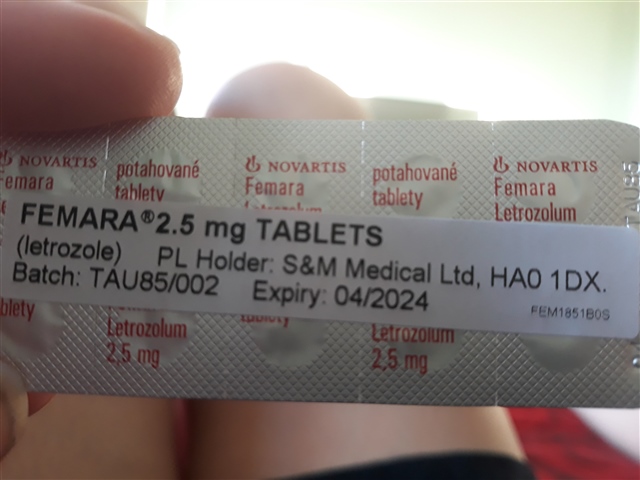 NOVARTIS potahované NOVARTIS potahované NOVARTIS
emara tablety Femara tablety Femara
Letrozolum
FEMARA® 2.5 mg TABLETS
(letrozole) PL Holder: S&M Medical Ltd, HA0 1DX.
Batch: TAU85/002 Expiry: 04/2024
FEM1851B0S
blety Letrozolum tablety Letrozolum
2,5 mg 2,5 mg